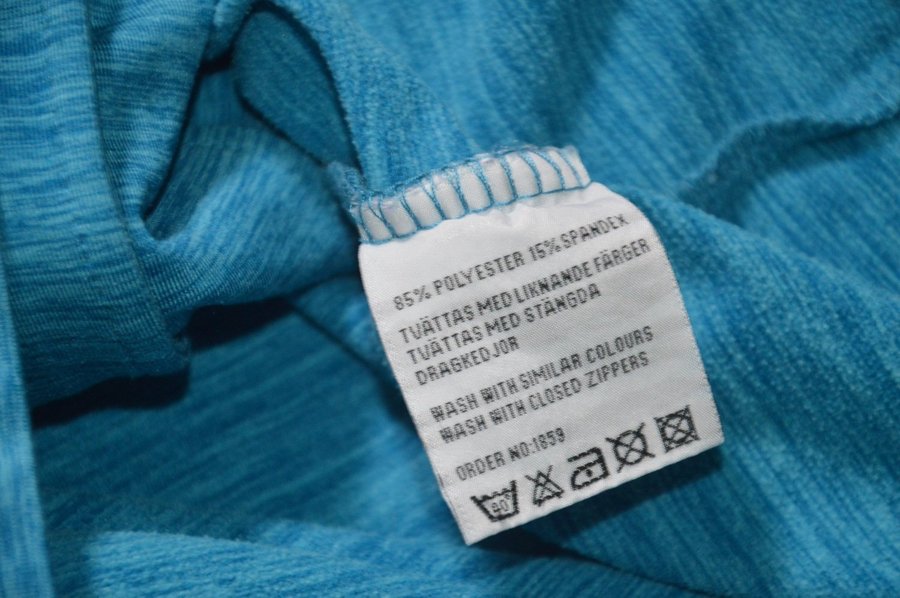 85% POLYESTER 15% SPANDEX
TVÄTTAS MED LIKNANDE FÄRGER
TVÄTTAS MED STÄNGDA
DRAGKEDJOR
WASH WITH SIMILAR COLOURS
WASH WITH CLOSED ZIPPERS
ORDER NO:1859
40